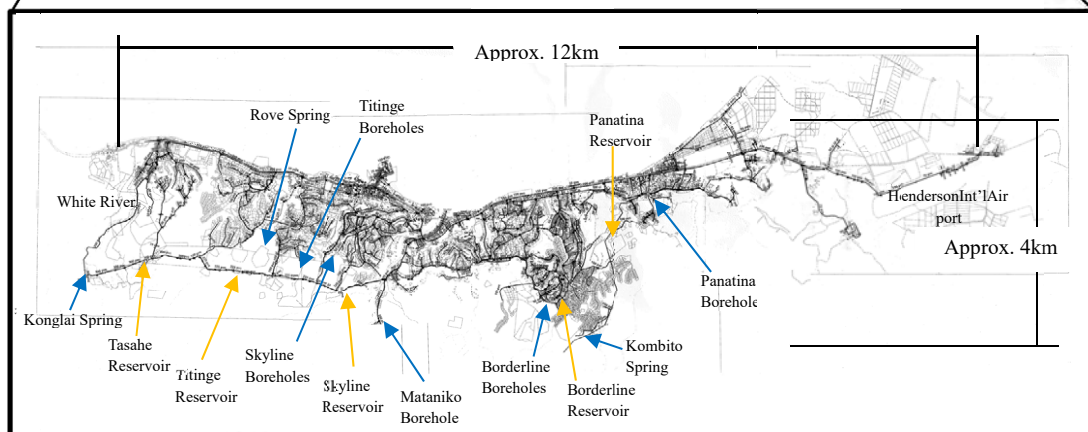 Approx. 12km
Titinge
Boreholes
Rove Spring
Panatina
Reservoir
White River
HendersonInt'lAir
port
Approx. 4km
Panatina
Borehole
Konglai Spring
Tasahe
Reservoir
Titinge
Reservoir
Skyline
Boreholes
Skyline
Reservoir
Mataniko
Borehole
Borderline
Boreholes
Borderline
Reservoir
Kombito
Spring